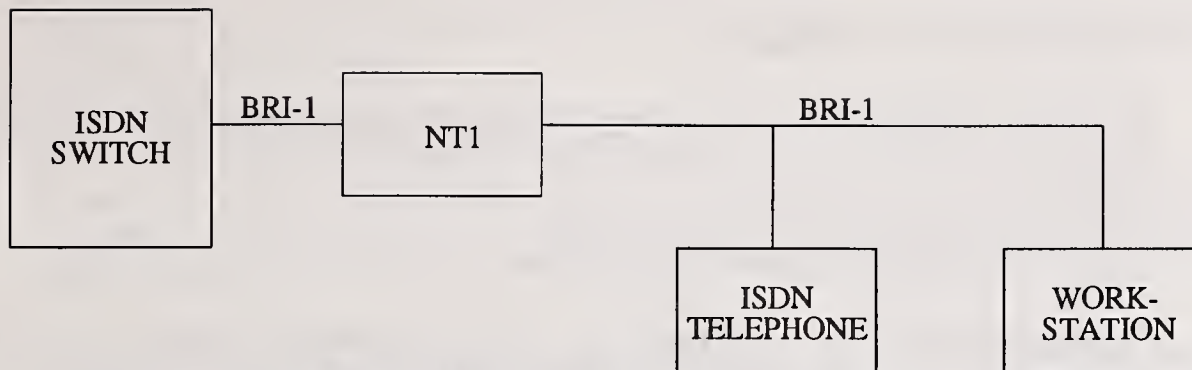 ISDN
SWITCH
BRI-1
NT1
BRI-1
ISDN
TELEPHONE
WORK-
STATION